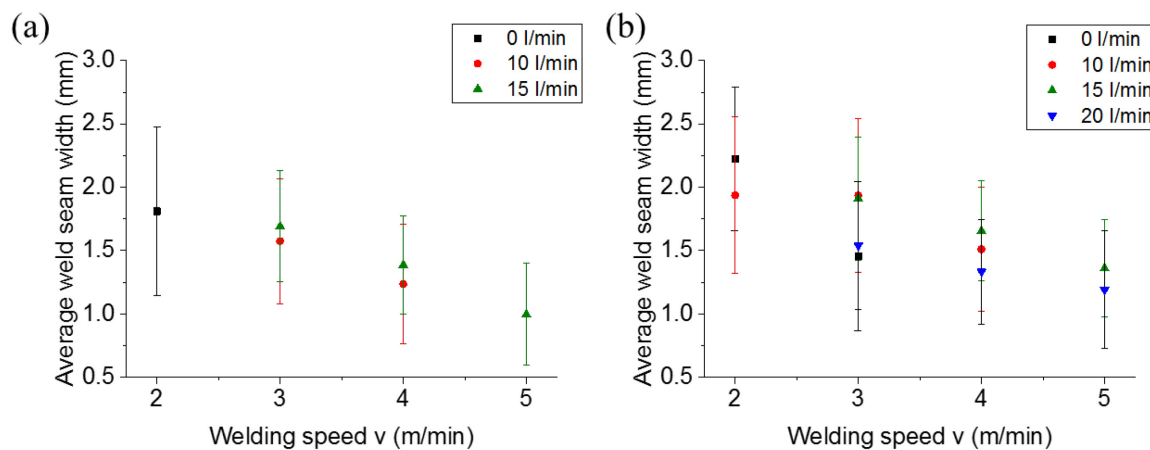 (a)
0 l/min
10 l/min
15 l/min
3.0
2.5
2.0
1.5
1.0
0.5
Average weld seam width (mm)
2 3 4 5
Welding speed v (m/min)
(b)
0 l/min
10 l/min
15 l/min
20 l/min
3.0
2.5
2.0
1.5
1.0
0.5
Average weld seam width (mm)
2 3 4 5
Welding speed v (m/min)